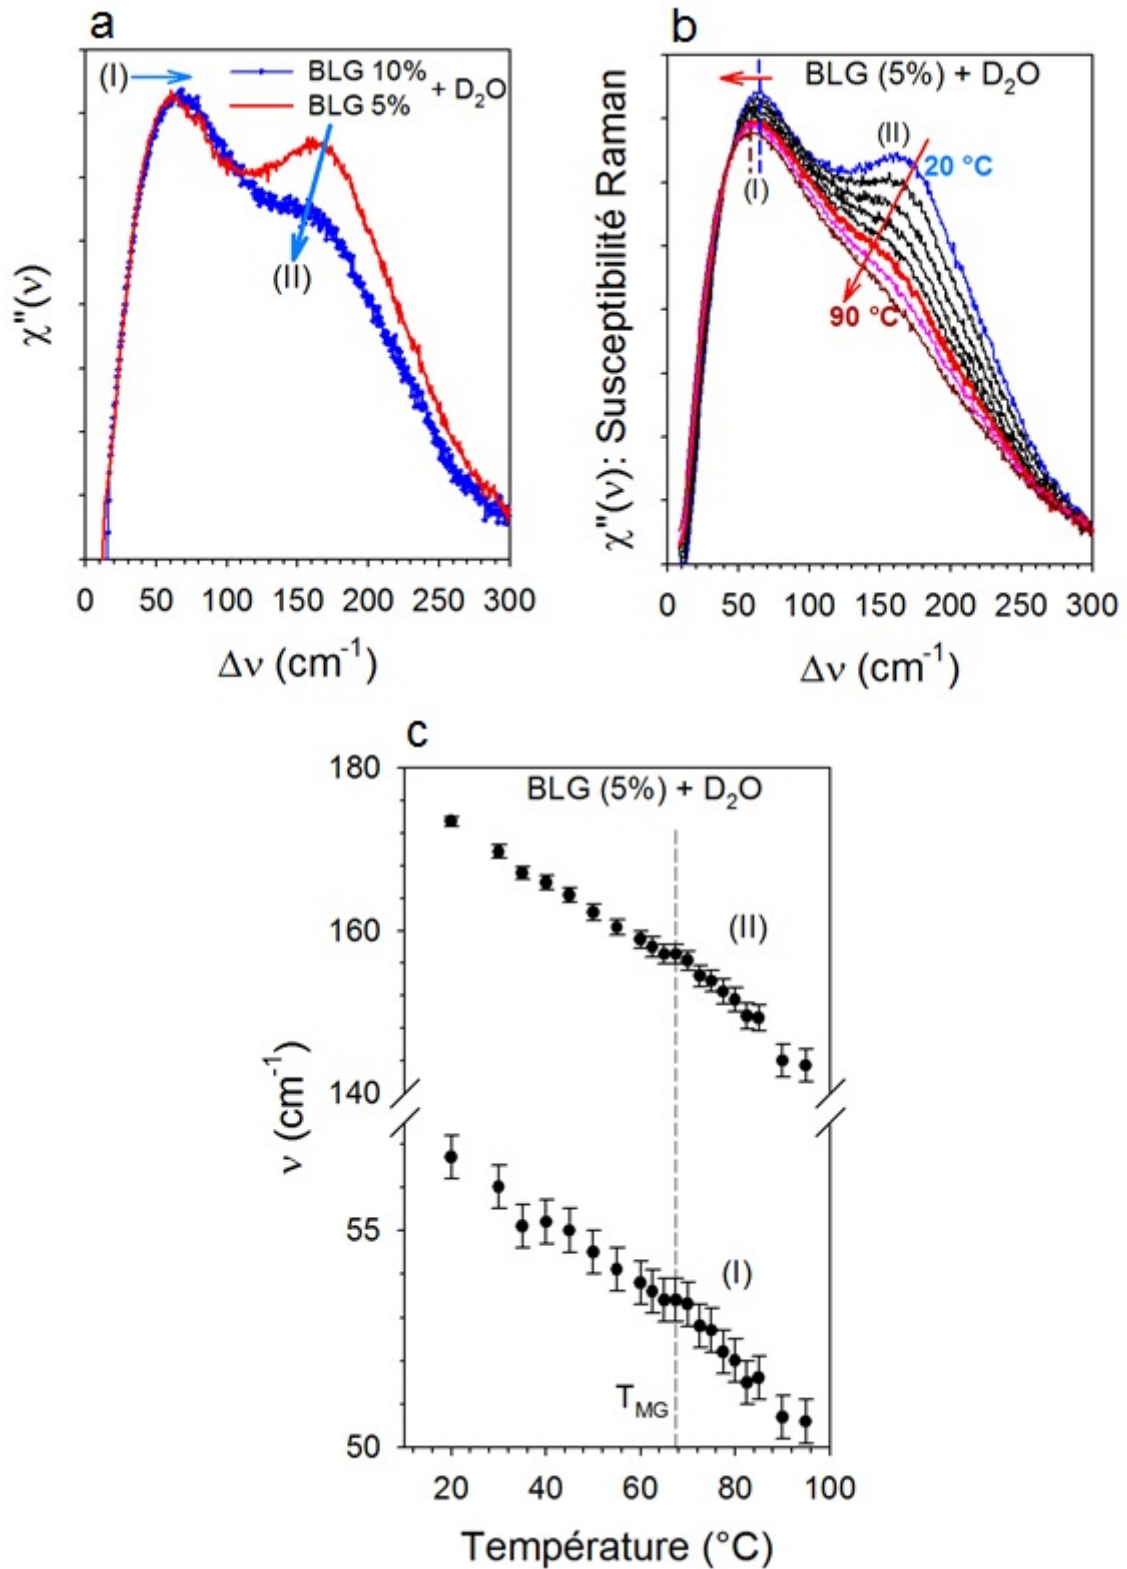 a
(I)
BLG 10%
BLG 5%
+ D₂O
(II)
χ"(ν)
0 50 100 150 200 250 300
Δν (cm⁻¹)
b
BLG (5%) + D₂O
(II)
20 °C
(I)
90 °C
χ"(ν): Susceptibilité Raman
0 50 100 150 200 250 300
Δν (cm⁻¹)
c
BLG (5%) + D₂O
180
160
140
55
50
(II)
(I)
T_MG
ν (cm⁻¹)
20 40 60 80 100
Température (°C)